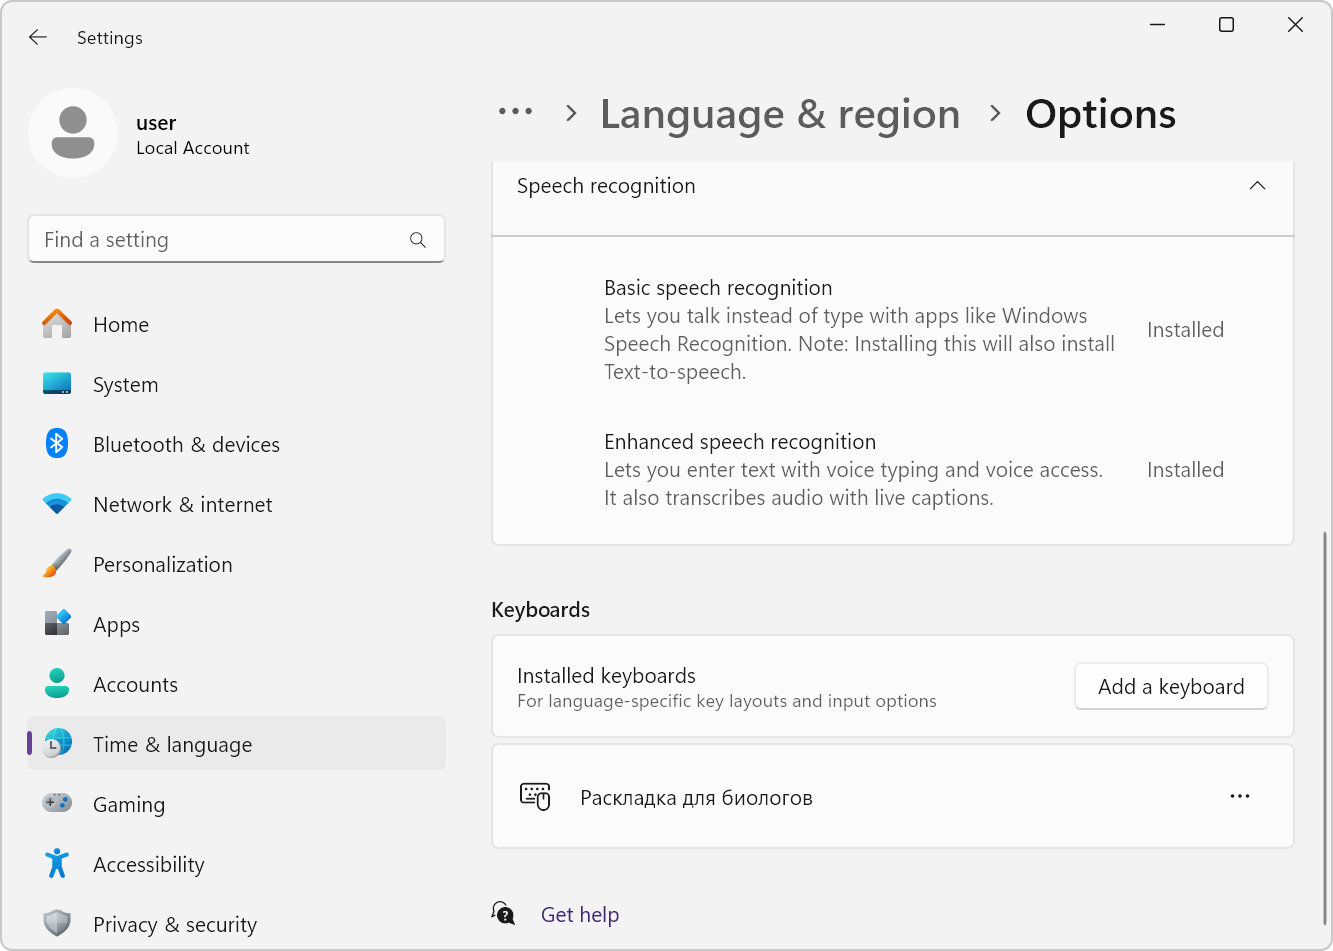 Settings
user
Local Account
Find a setting
Home
System
Bluetooth & devices
Network & internet
Personalization
Apps
Accounts
Time & language
Gaming
Accessibility
Privacy & security
Language & region
Options
Speech recognition
Basic speech recognition
Lets you talk instead of type with apps like Windows
Speech Recognition. Note: Installing this will also install
Text-to-speech.
Installed
Enhanced speech recognition
Lets you enter text with voice typing and voice access.
It also transcribes audio with live captions.
Installed
Keyboards
Installed keyboards
For language-specific key layouts and input options
Add a keyboard
Раскладка для биологов
Get help